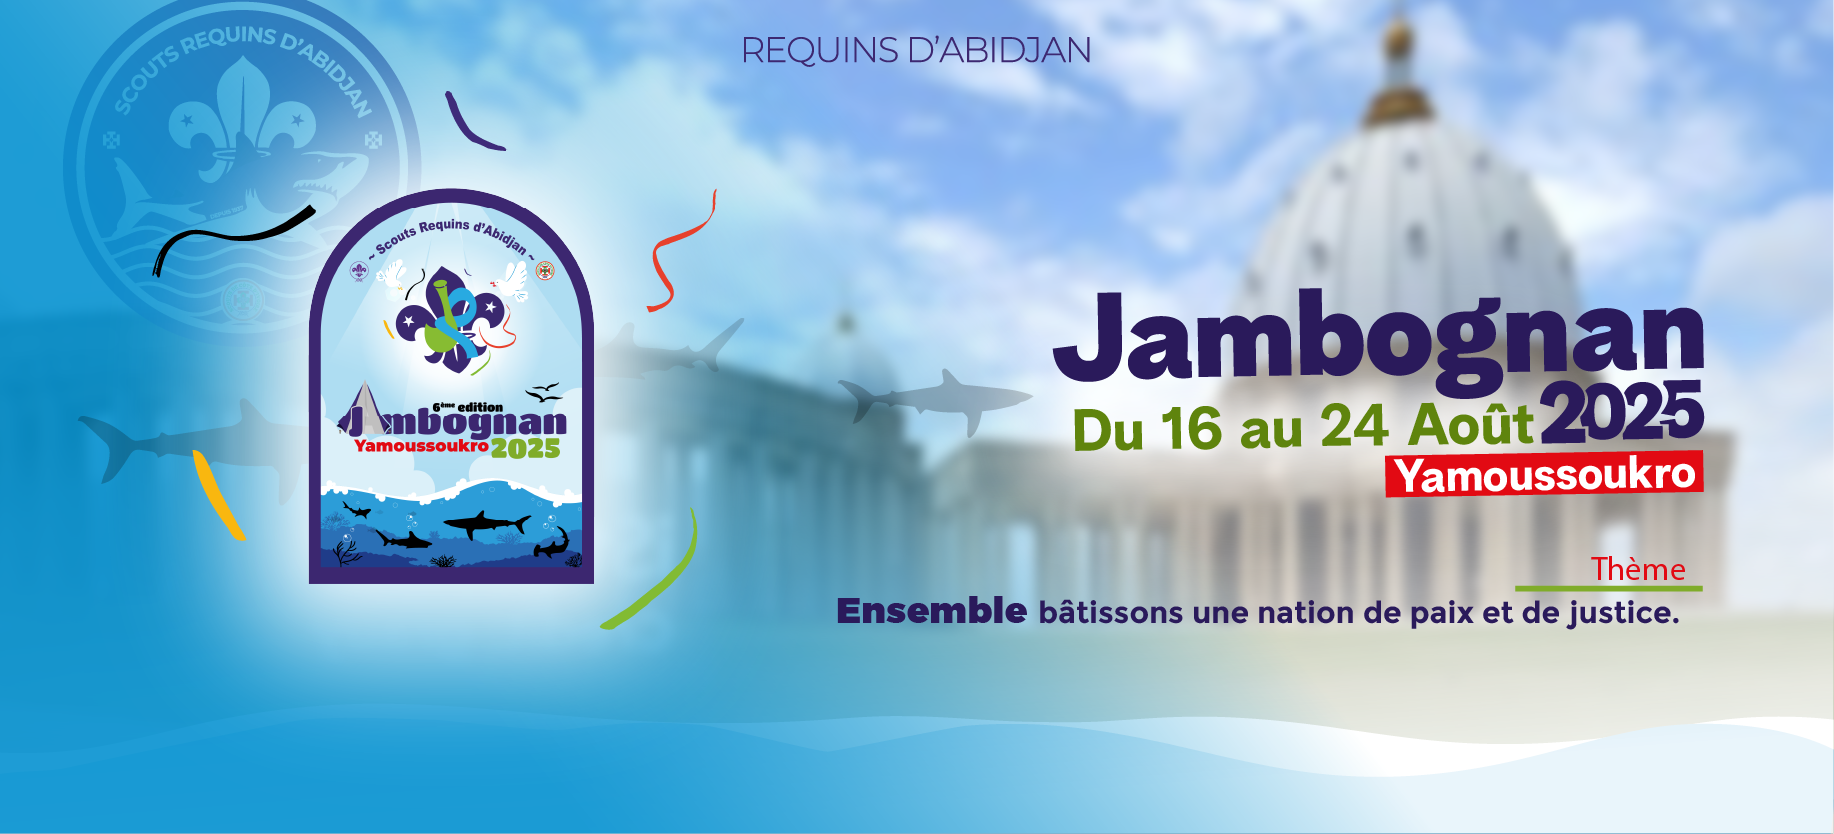 SCOUTS REQUINS D'ABIDJAN
REQUINS D'ABIDJAN
~ Scouts Requins d'Abidjan ~
6ème edition
Jambognan
Yamoussoukro 2025
Jambognan
Du 16 au 24 Août 2025
Yamoussoukro
Thème
Ensemble bâtissons une nation de paix et de justice.